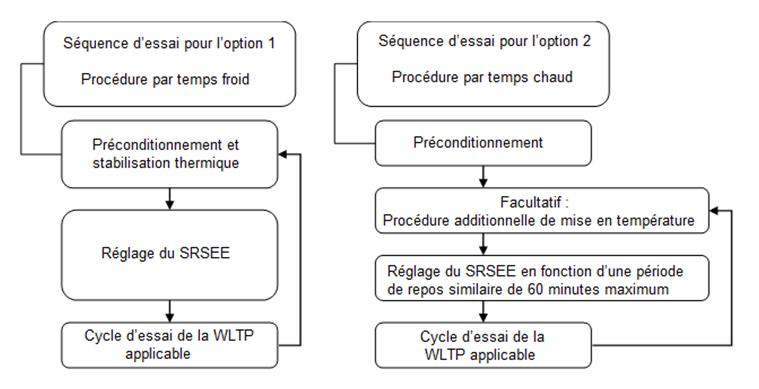 Séquence d'essai pour l'option 1
Procédure par temps froid
Préconditionnement et
stabilisation thermique
Réglage du SRSEE
Cycle d'essai de la WLTP
applicable
Séquence d'essai pour l'option 2
Procédure par temps chaud
Préconditionnement
Facultatif :
Procédure additionnelle de mise en température
Réglage du SRSEE en fonction d'une période
de repos similaire de 60 minutes maximum
Cycle d'essai de la
WLTP applicable